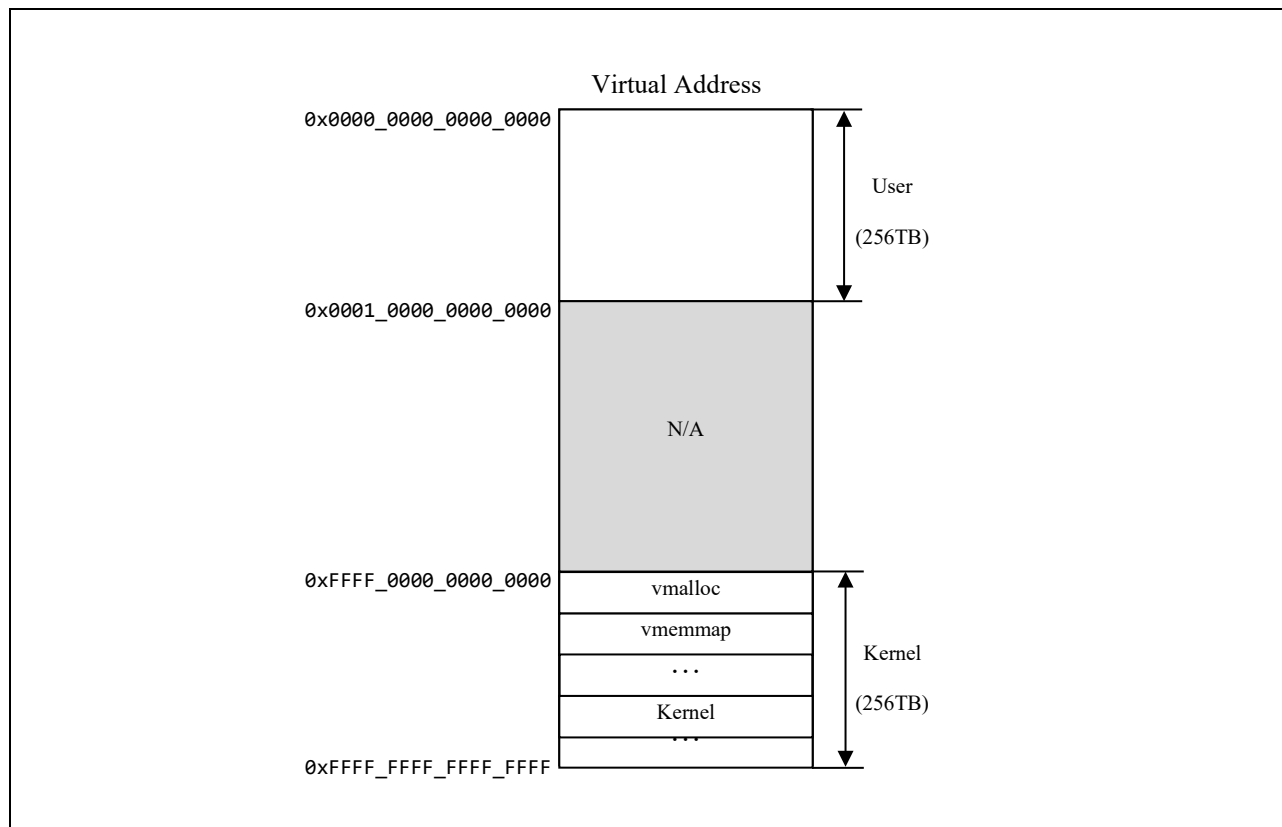 Virtual Address
0x0000_0000_0000_0000
User
(256TB)
0x0001_0000_0000_0000
N/A
0xFFFF_0000_0000_0000
vmalloc
vmemmap
...
Kernel
(256TB)
Kernel
...
0xFFFF_FFFF_FFFF_FFFF